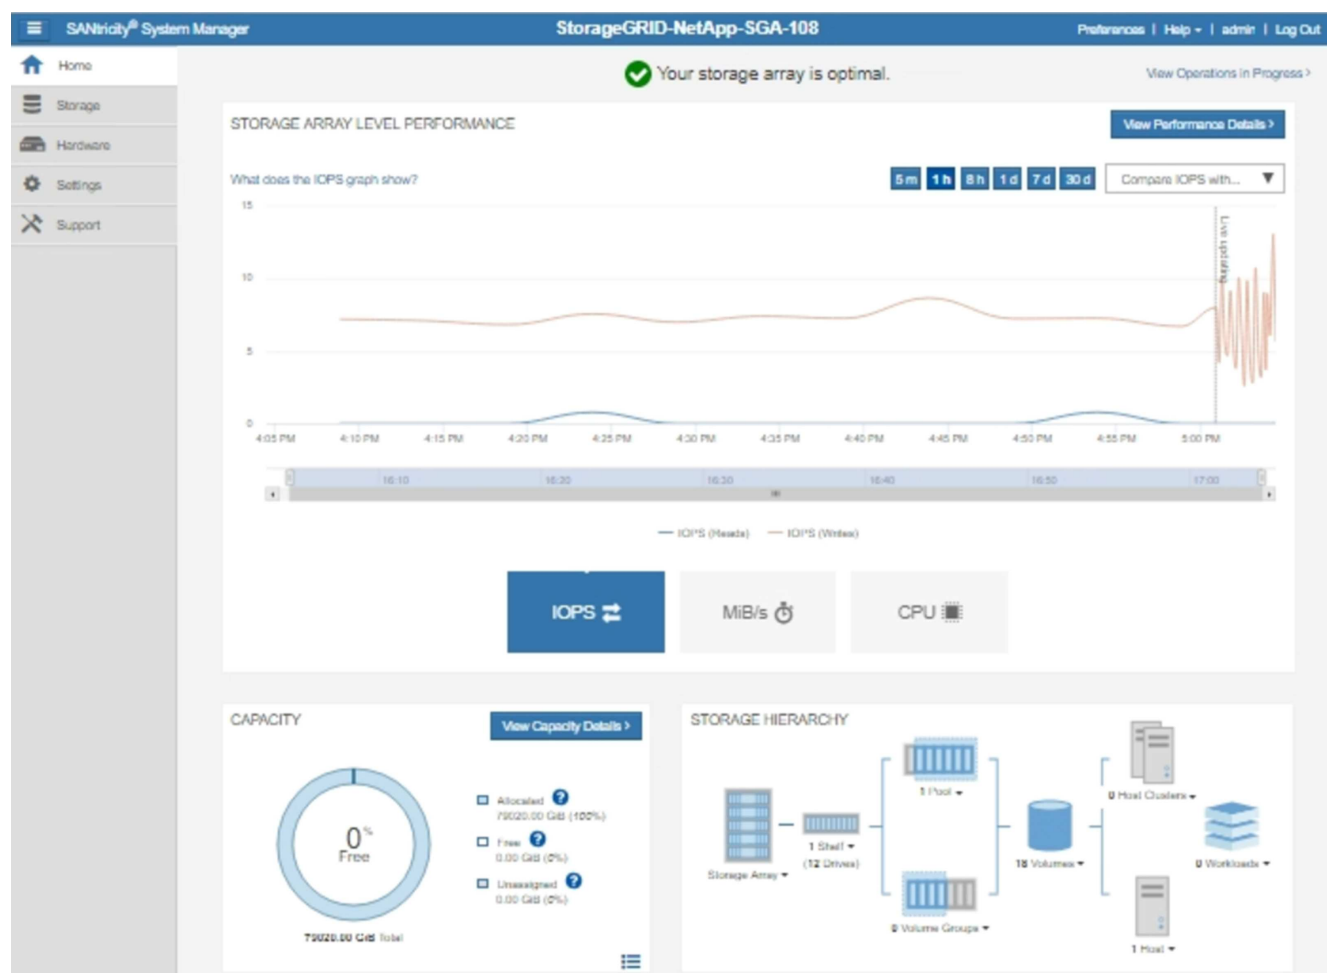 SANtricity® System Manager
StorageGRID-NetApp-SGA-108
Preferences | Help | admin | Log Out
Home
Storage
Hardware
Settings
Support
Your storage array is optimal.
View Operations in Progress >
STORAGE ARRAY LEVEL PERFORMANCE
View Performance Details >
What does the IOPS graph show?
5 m 1 h 8 h 1 d 7 d 30 d
Compare IOPS with...
15
10
5
0
Live updating
4:05 PM 4:10 PM 4:15 PM 4:20 PM 4:25 PM 4:30 PM 4:35 PM 4:40 PM 4:45 PM 4:50 PM 4:55 PM 5:00 PM
16:10 16:20 16:30 16:40 16:50 17:00
IOPS (Reads) IOPS (Writes)
IOPS
MiB/s
CPU
CAPACITY
View Capacity Details >
0%
Free
79020.00 GiB Total
Allocated ?
79020.00 GiB (100%)
Free ?
0.00 GiB (0%)
Unassigned ?
0.00 GiB (0%)
STORAGE HIERARCHY
Storage Array
1 Shelf
(12 Drives)
1 Pool
0 Volume Groups
18 Volumes
0 Host Clusters
1 Host
0 Workloads